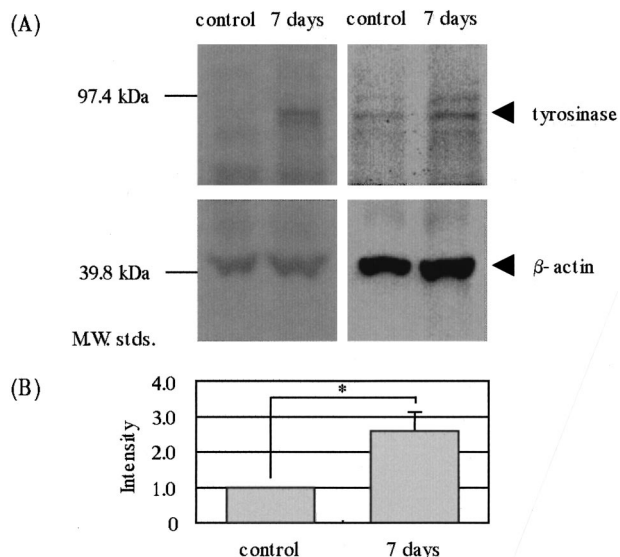 (A)
control 7 days control 7 days
97.4 kDa
tyrosinase
39.8 kDa
β-actin
M.W. stds.
(B)
4.0
3.0
2.0
1.0
0
Intensity
*
control 7 days